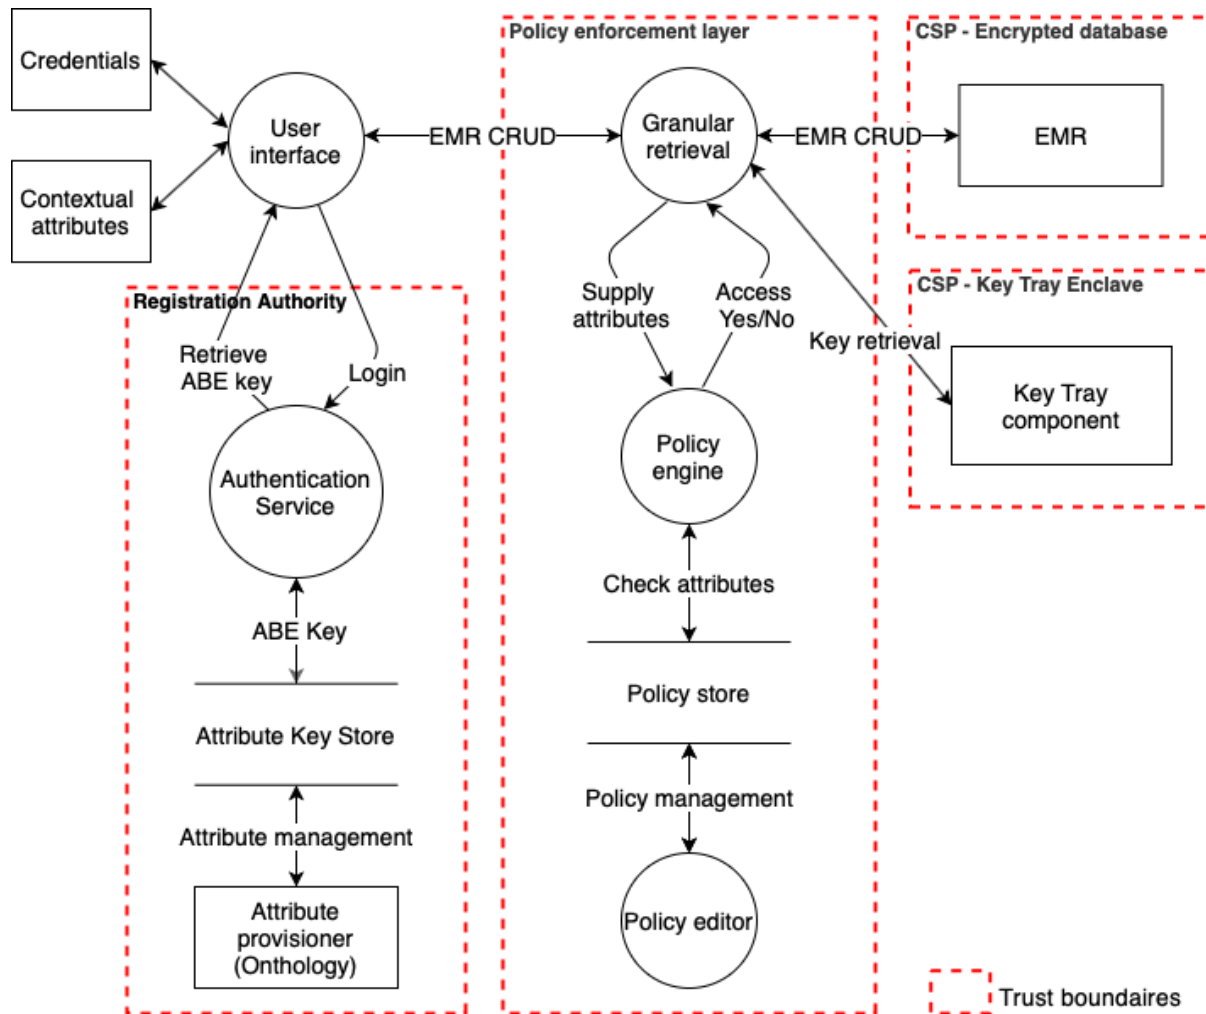 Credentials
Contextual
attributes
User
interface
EMR CRUD
Policy enforcement layer
Granular
retrieval
EMR CRUD
CSP - Encrypted database
EMR
CSP - Key Tray Enclave
Key retrieval
Key Tray
component
Supply
attributes
Access
Yes/No
Registration Authority
Retrieve
ABE key
Login
Authentication
Service
ABE Key
Attribute Key Store
Attribute management
Attribute
provisioner
(Onthology)
Policy
engine
Check attributes
Policy store
Policy management
Policy editor
Trust boundaires